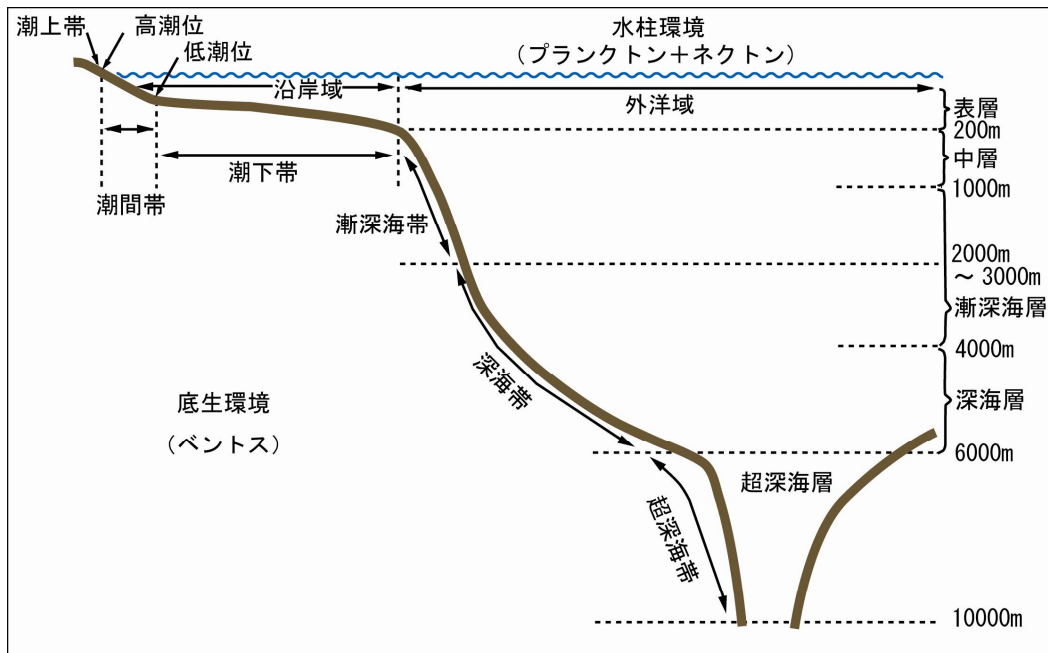 潮上帯
高潮位
低潮位
水柱環境
(プランクトン+ネクトン)
沿岸域
外洋域
表層
200m
中層
潮下帯
1000m
潮間帯
漸深海帯
2000m
～ 3000m
漸深海層
4000m
深海帯
深海層
底生環境
(ベントス)
6000m
超深海層
超深海帯
10000m